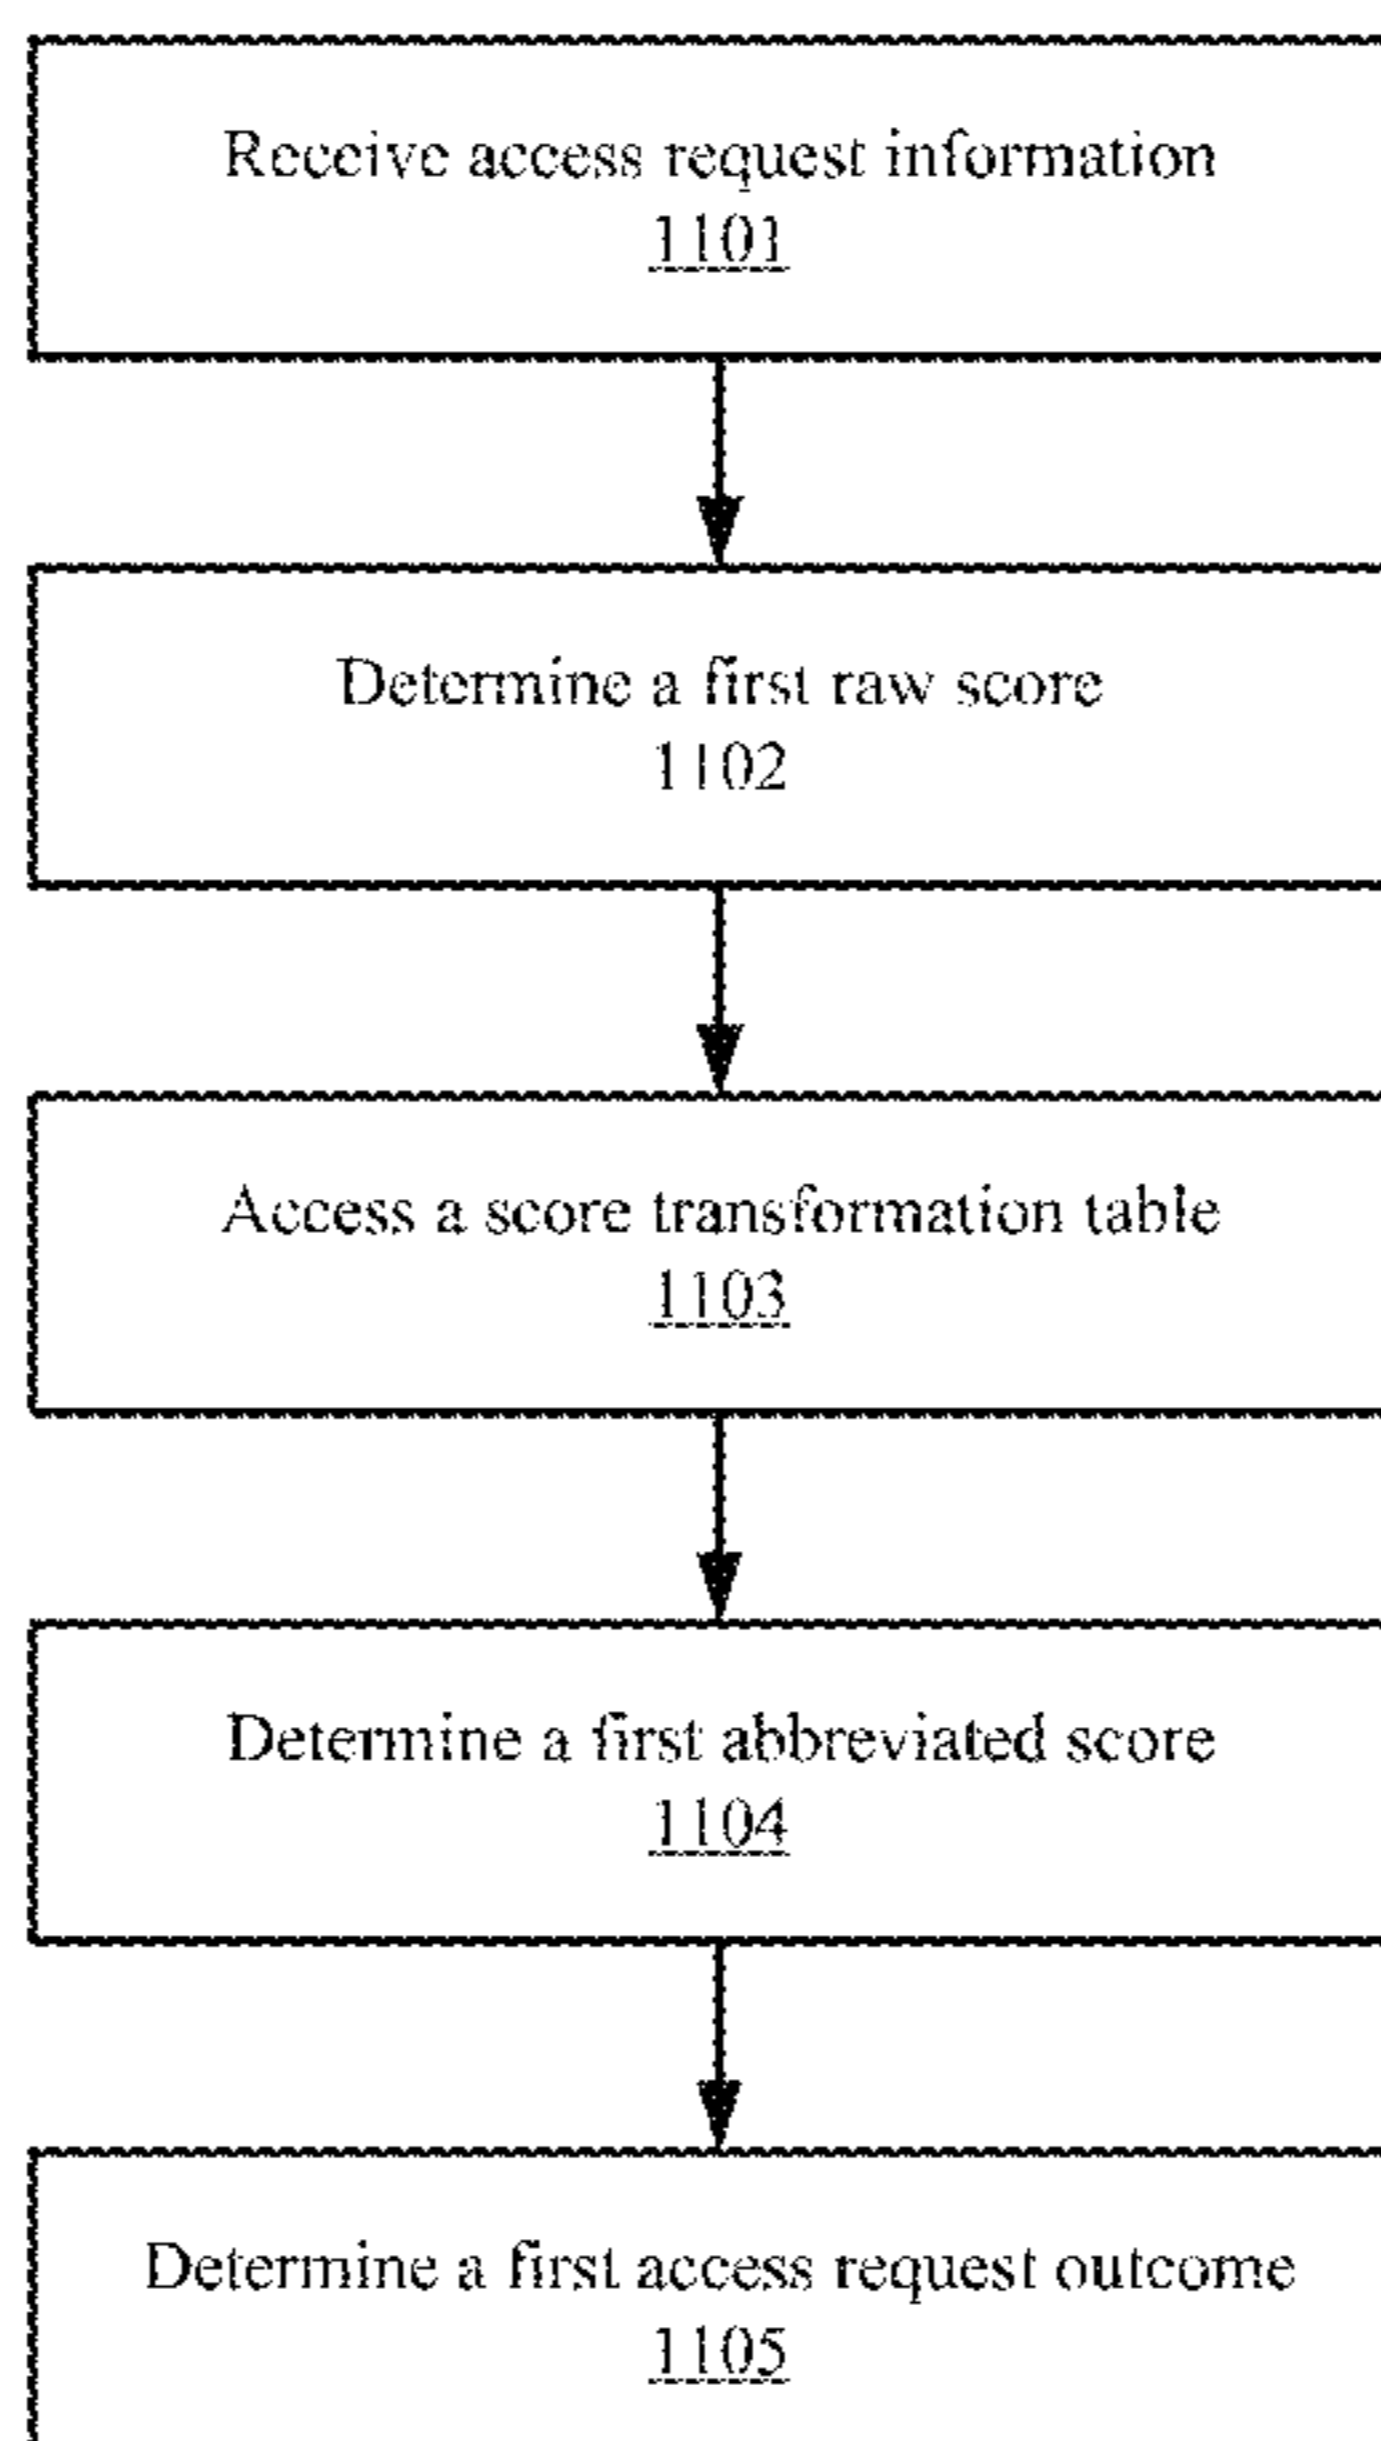 Receive access request information
1101
Determine a first raw score
1102
Access a score transformation table
1103
Determine a first abbreviated score
1104
Determine a first access request outcome
1105